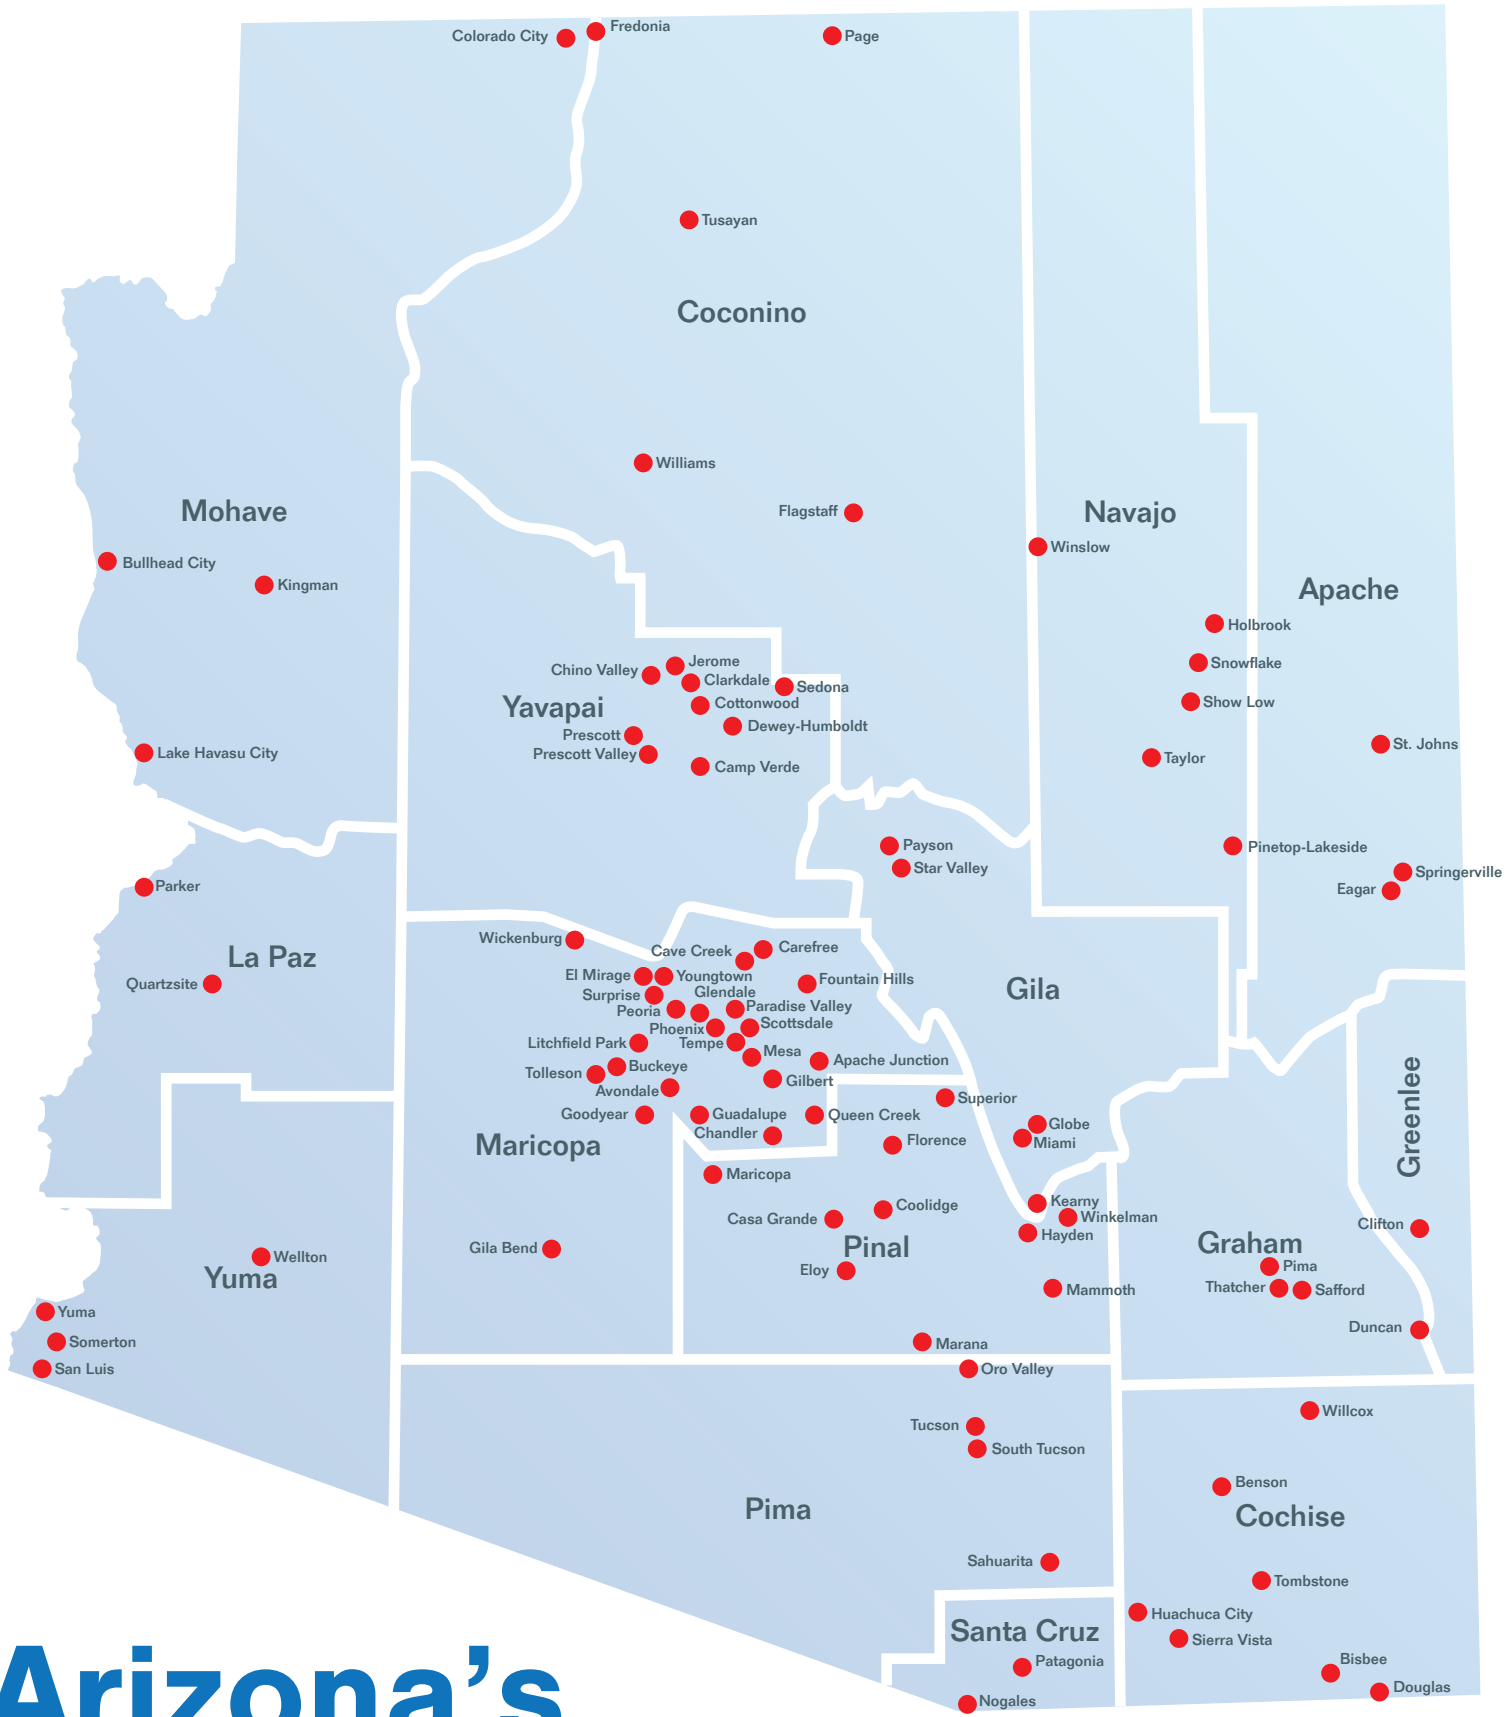 Fredonia
Colorado City
Page
Tusayan
Coconino
Williams
Mohave
Flagstaff
Navajo
Winslow
Bullhead City
Kingman
Apache
Holbrook
Jerome
Snowflake
Chino Valley
Clarkdale
Sedona
Yavapai
Cottonwood
Show Low
Dewey-Humboldt
Prescott
St. Johns
Prescott Valley
Lake Havasu City
Camp Verde
Taylor
Payson
Pinetop-Lakeside
Star Valley
Springerville
Parker
Eagar
Wickenburg
Cave Creek
Carefree
La Paz
El Mirage
Youngtown
Fountain Hills
Quartzsite
Gila
Surprise
Glendale
Peoria
Paradise Valley
Phoenix
Scottsdale
Litchfield Park
Tempe
Mesa
Apache Junction
Buckeye
Tolleson
Gilbert
Avondale
Superior
Greenlee
Goodyear
Guadalupe
Queen Creek
Globe
Chandler
Florence
Miami
Maricopa
Maricopa
Kearny
Coolidge
Casa Grande
Winkelman
Clifton
Hayden
Gila Bend
Pinal
Graham
Wellton
Eloy
Pima
Yuma
Mammoth
Thatcher
Safford
Yuma
Duncan
Somerton
Marana
San Luis
Oro Valley
Willcox
Tucson
South Tucson
Benson
Pima
Cochise
Sahuarita
Tombstone
Huachuca City
Santa Cruz
Sierra Vista
Patagonia
Bisbee
Douglas
Nogales
Arizona's